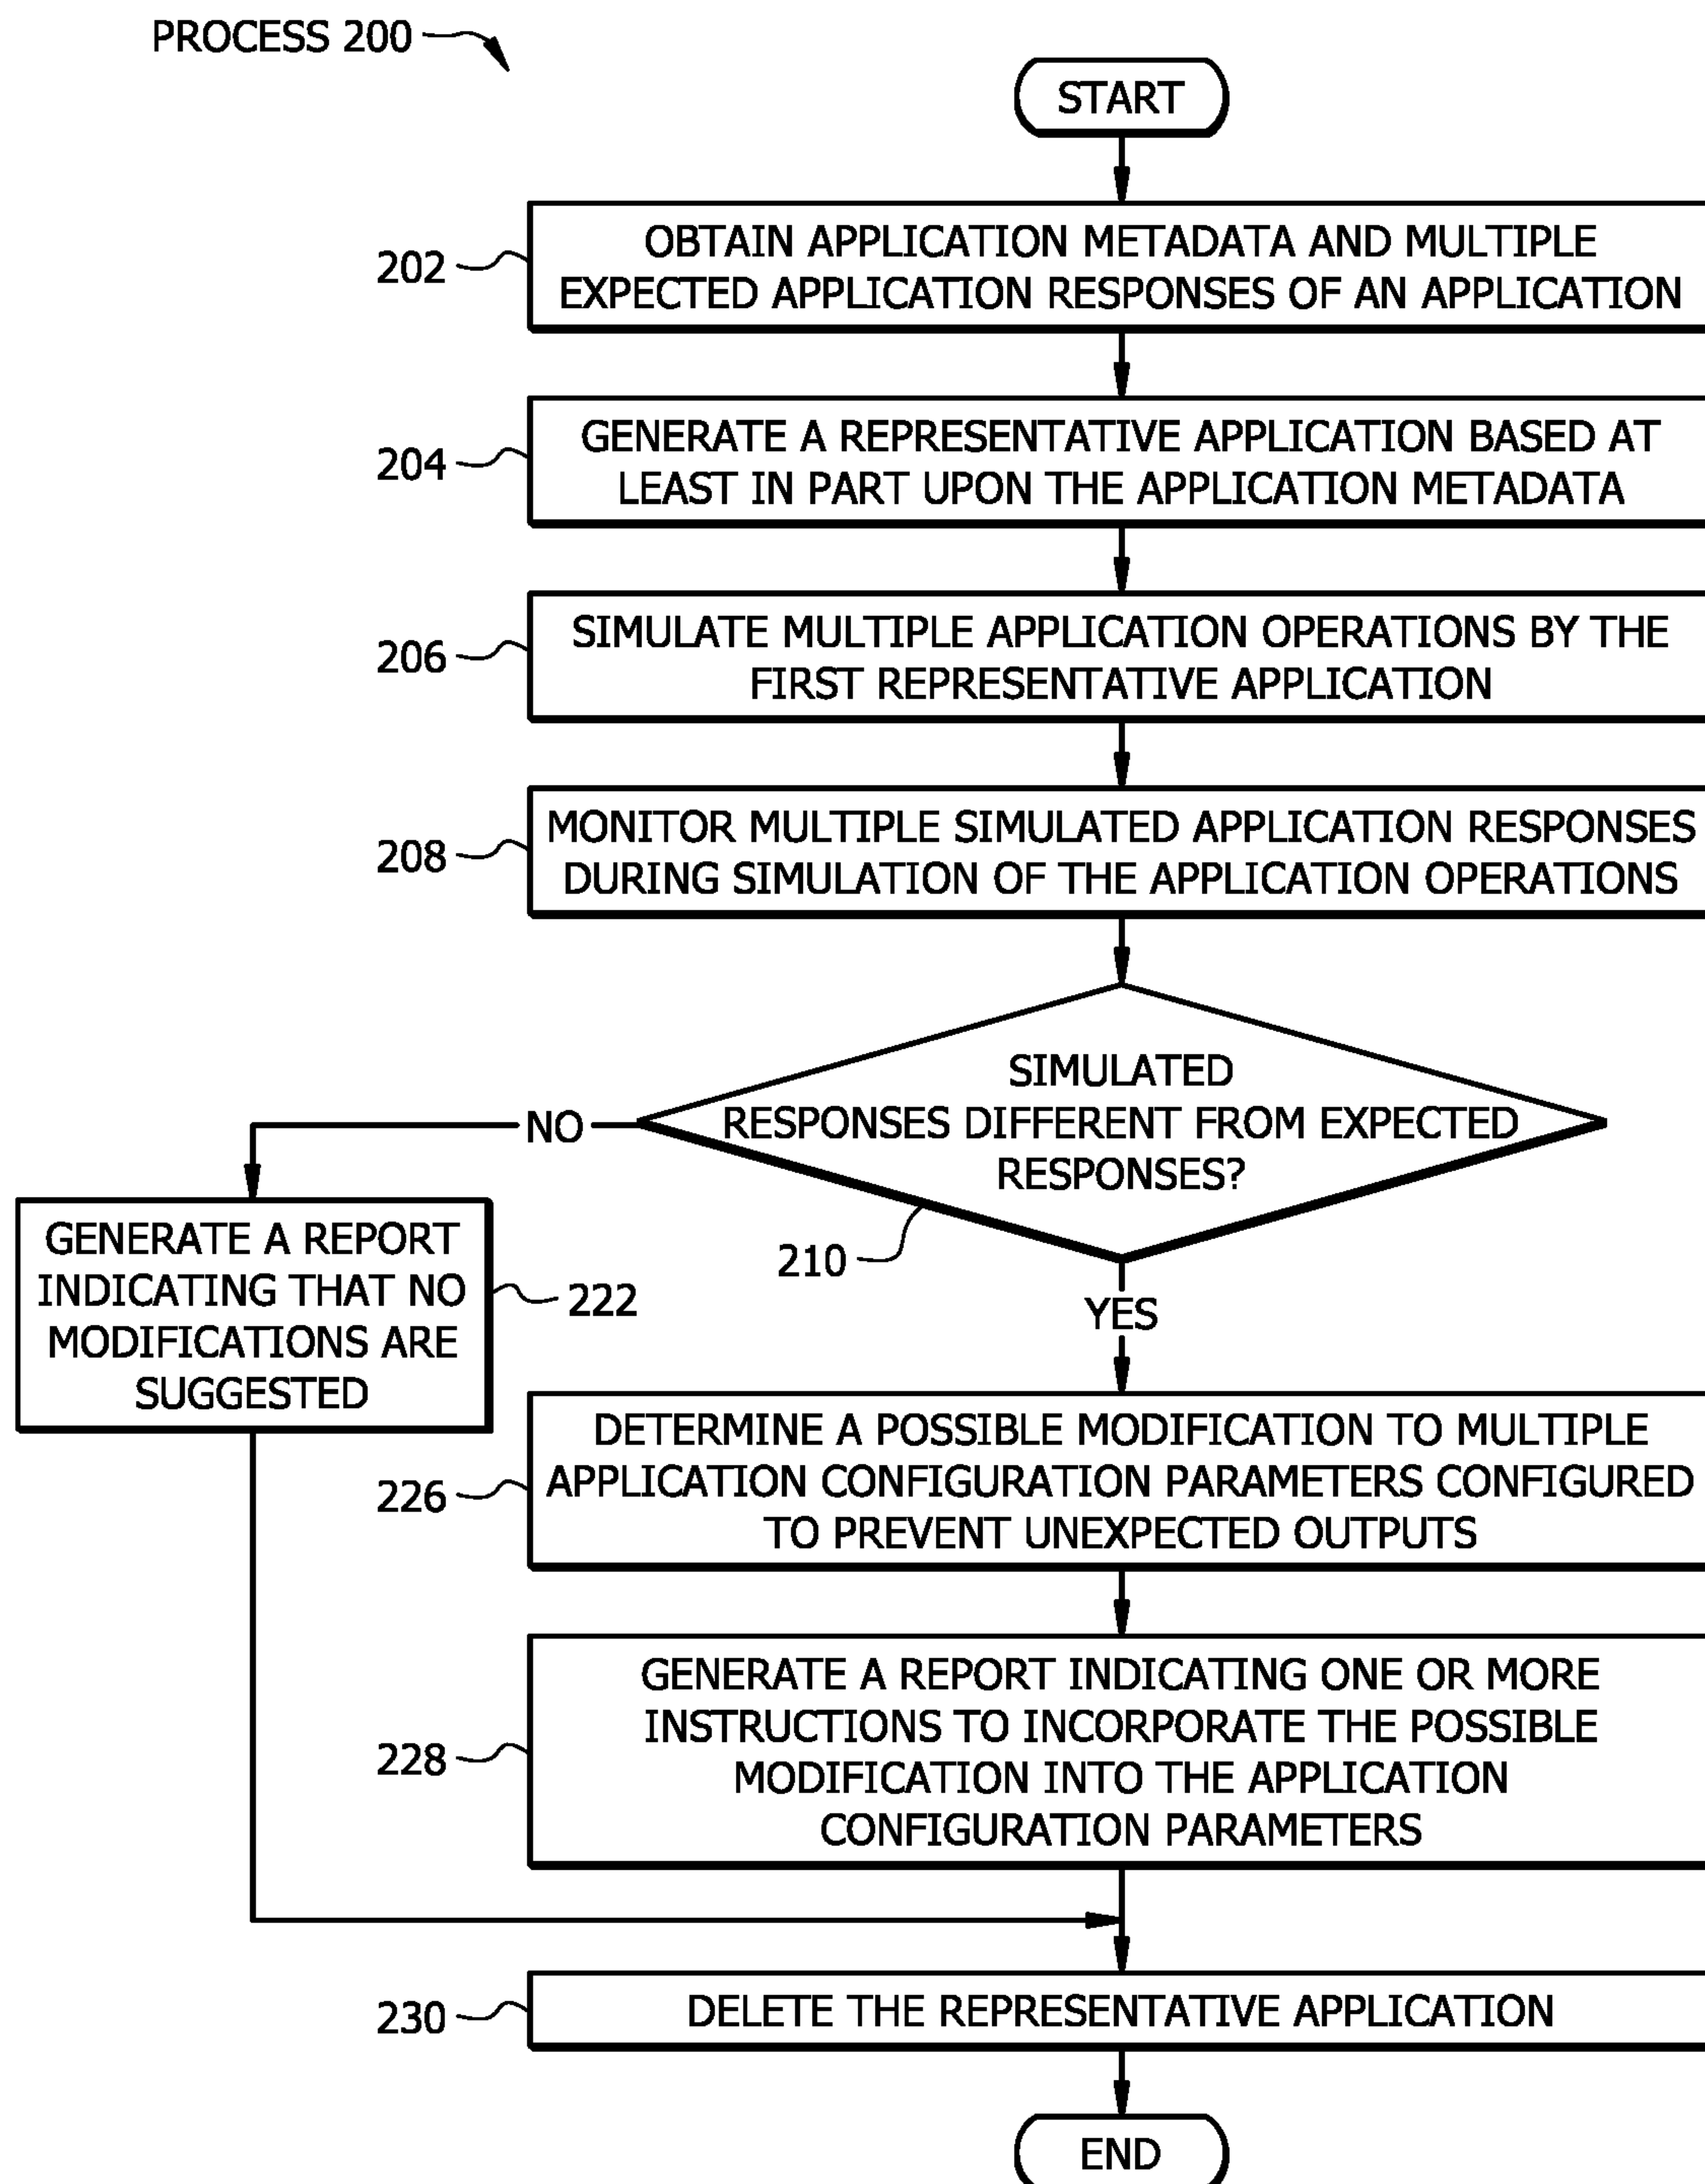 PROCESS 200
START
202
OBTAIN APPLICATION METADATA AND MULTIPLE
EXPECTED APPLICATION RESPONSES OF AN APPLICATION
204
GENERATE A REPRESENTATIVE APPLICATION BASED AT
LEAST IN PART UPON THE APPLICATION METADATA
206
SIMULATE MULTIPLE APPLICATION OPERATIONS BY THE
FIRST REPRESENTATIVE APPLICATION
208
MONITOR MULTIPLE SIMULATED APPLICATION RESPONSES
DURING SIMULATION OF THE APPLICATION OPERATIONS
SIMULATED
RESPONSES DIFFERENT FROM EXPECTED
RESPONSES?
210
NO
GENERATE A REPORT
INDICATING THAT NO
MODIFICATIONS ARE
SUGGESTED
222
YES
226
DETERMINE A POSSIBLE MODIFICATION TO MULTIPLE
APPLICATION CONFIGURATION PARAMETERS CONFIGURED
TO PREVENT UNEXPECTED OUTPUTS
228
GENERATE A REPORT INDICATING ONE OR MORE
INSTRUCTIONS TO INCORPORATE THE POSSIBLE
MODIFICATION INTO THE APPLICATION
CONFIGURATION PARAMETERS
230
DELETE THE REPRESENTATIVE APPLICATION
END